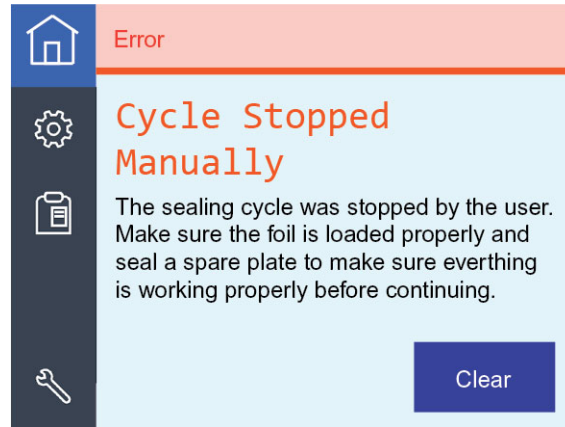 Error
Cycle Stopped
Manually
The sealing cycle was stopped by the user.
Make sure the foil is loaded properly and
seal a spare plate to make sure everthing
is working properly before continuing.
Clear